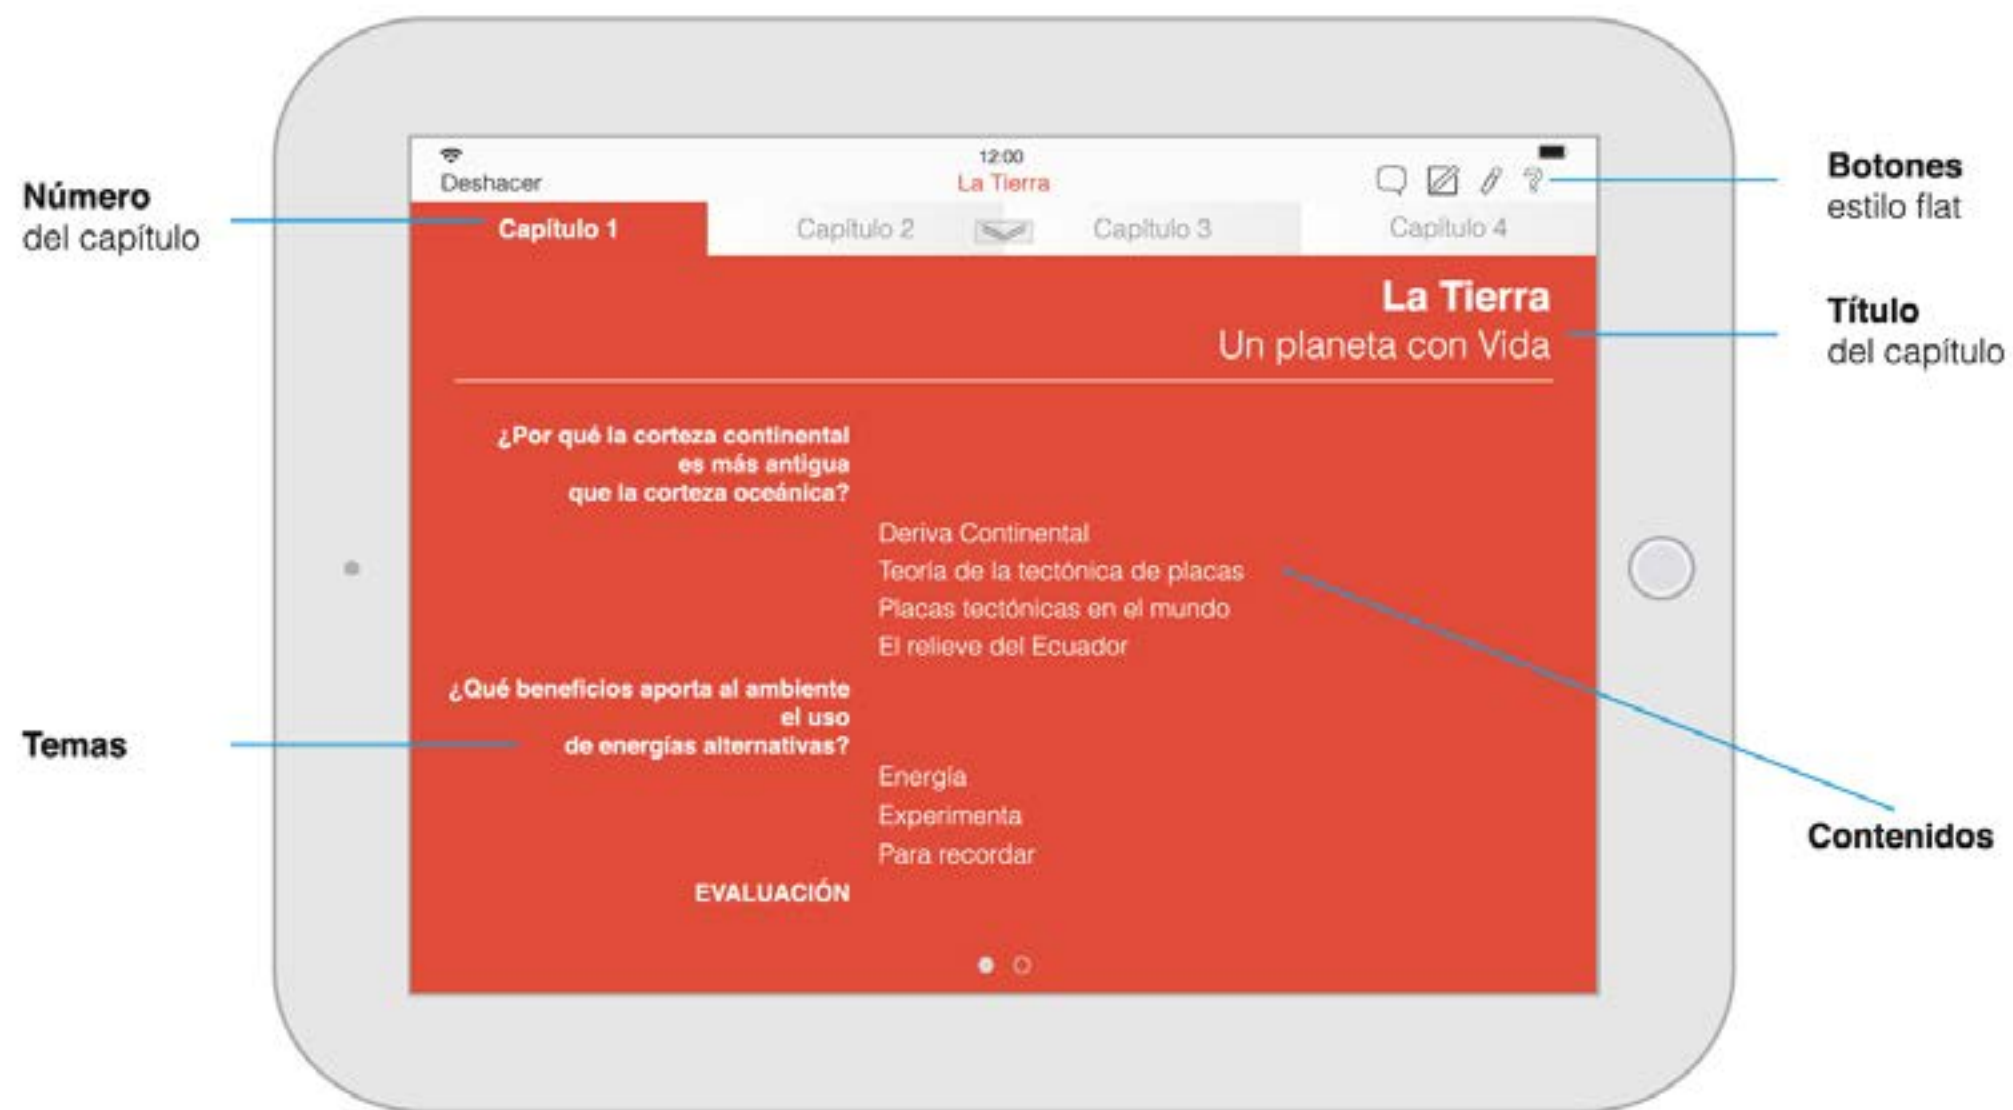 12:00
Deshacer
La Tierra
Número
del capítulo
Capítulo 1
Capítulo 2
Capítulo 3
Capítulo 4
Botones
estilo flat
La Tierra
Un planeta con Vida
Título
del capítulo
¿Por qué la corteza continental
es más antigua
que la corteza oceánica?
Deriva Continental
Teoría de la tectónica de placas
Placas tectónicas en el mundo
El relieve del Ecuador
¿Qué beneficios aporta al ambiente
el uso
de energías alternativas?
Temas
Energía
Experimenta
Para recordar
Contenidos
EVALUACIÓN